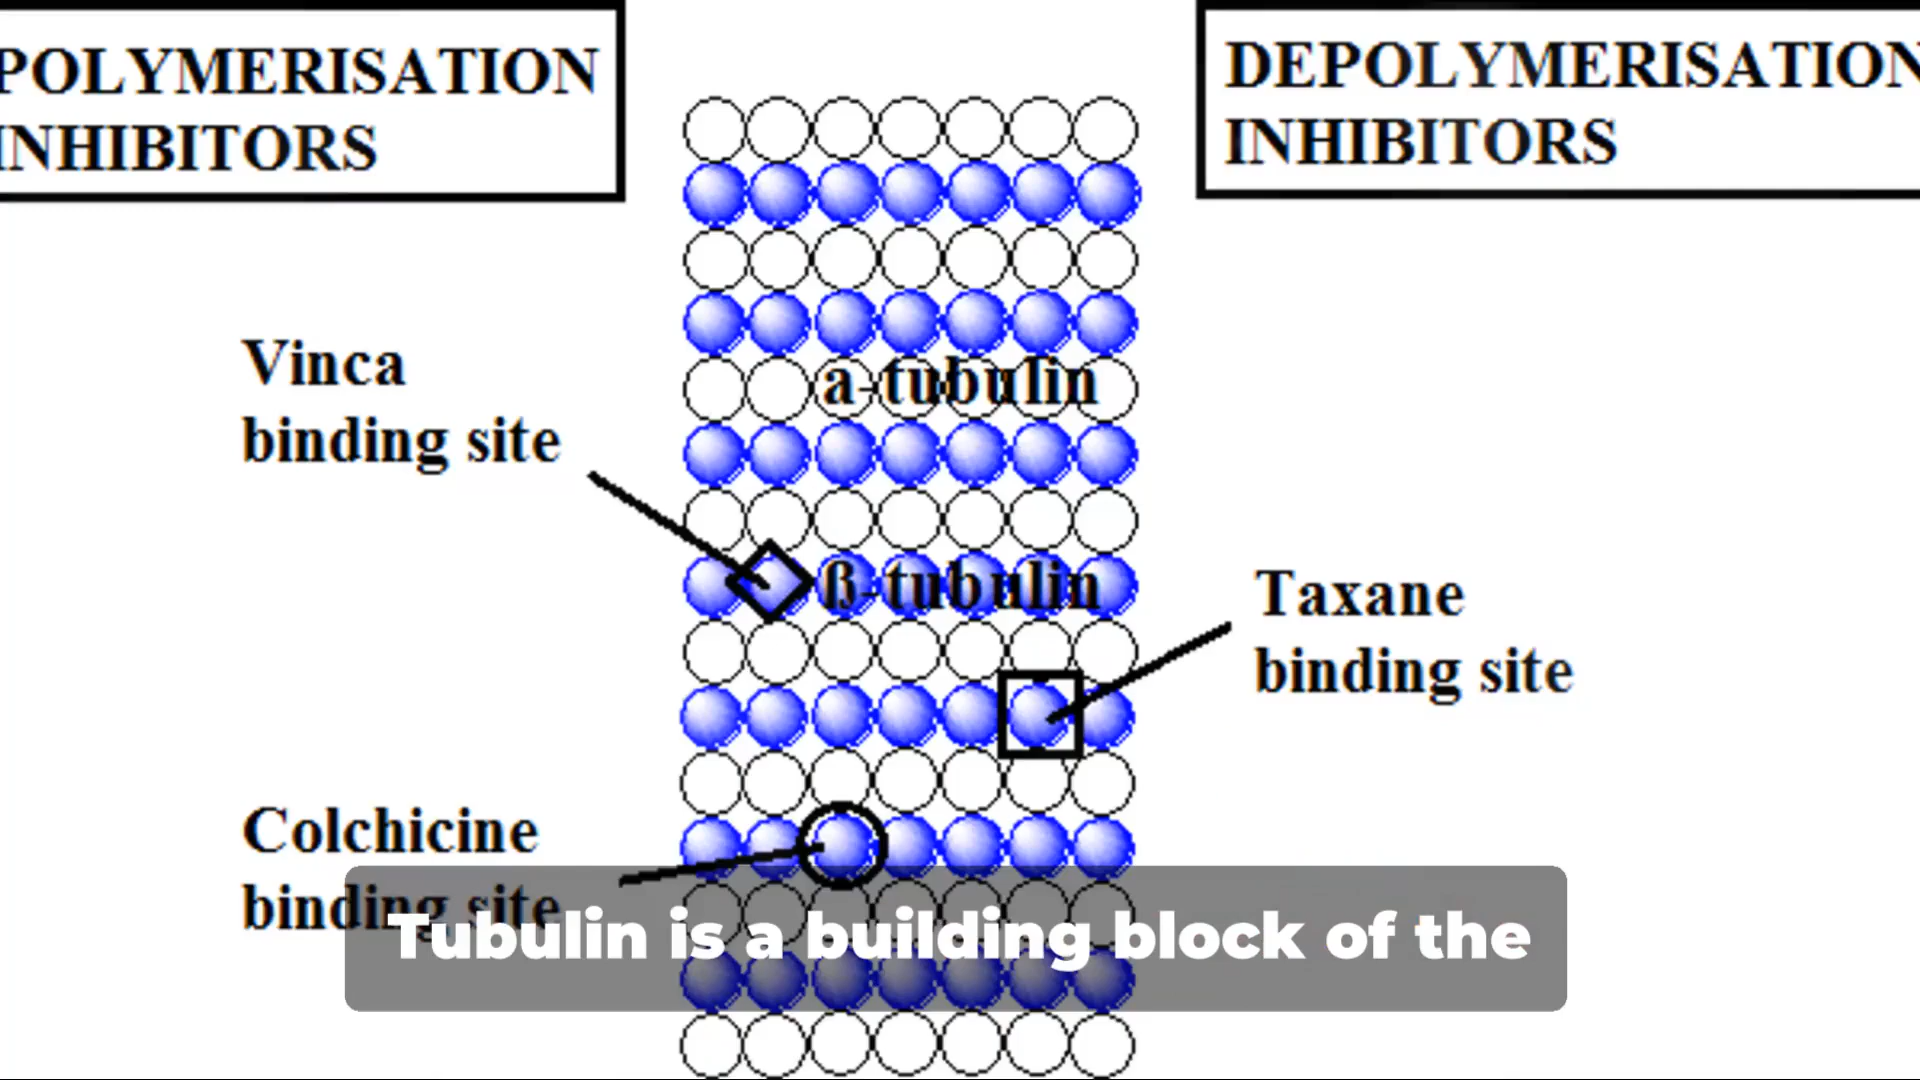 POLYMERISATION
INHIBITORS
DEPOLYMERISATION
INHIBITORS
Vinca
binding site
a-tubulin
ß-tubulin
Taxane
binding site
Colchicine
binding site
Tubulin is a building block of the